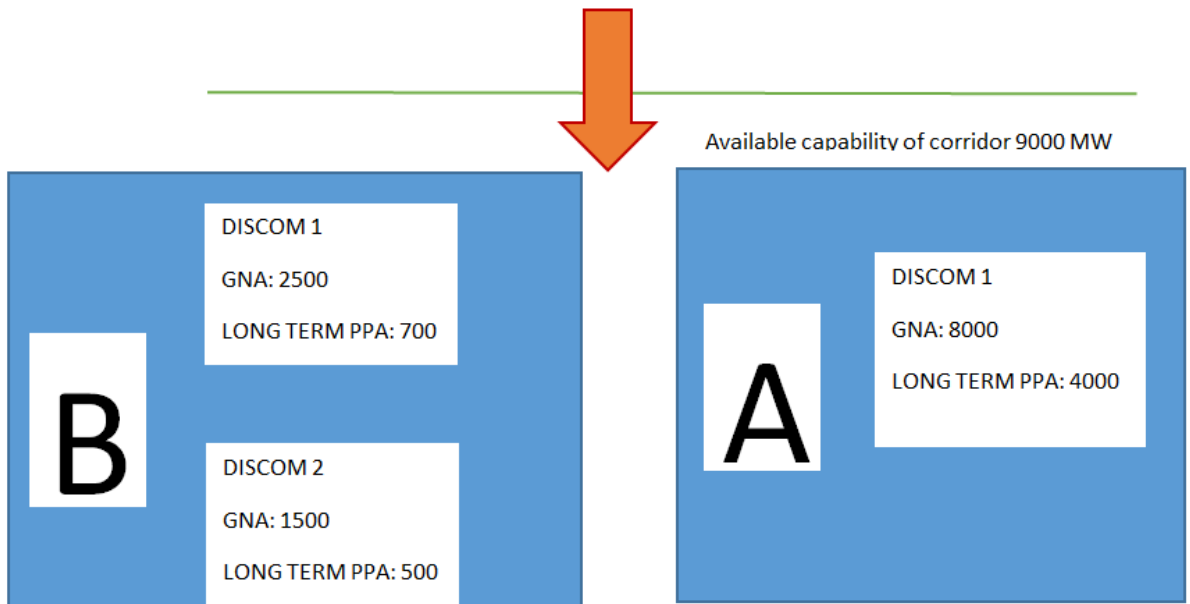 Available capability of corridor 9000 MW
B
DISCOM 1
GNA: 2500
LONG TERM PPA: 700
DISCOM 2
GNA: 1500
LONG TERM PPA: 500
A
DISCOM 1
GNA: 8000
LONG TERM PPA: 4000